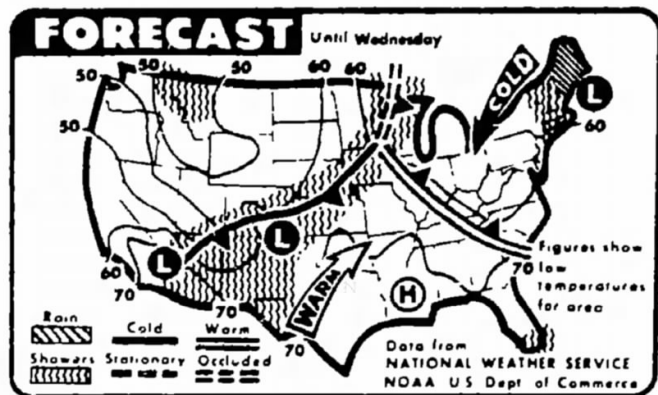 FORECAST
Until Wednesday
50 50 50 60 60
50
COLD
L
60
L
L
WARM
H
60
70
70
70
70
Figures show
low
temperatures
for area
Rain Cold Warm
Showers Stationary Occluded
Data from
NATIONAL WEATHER SERVICE
NOAA US Dept of Commerce